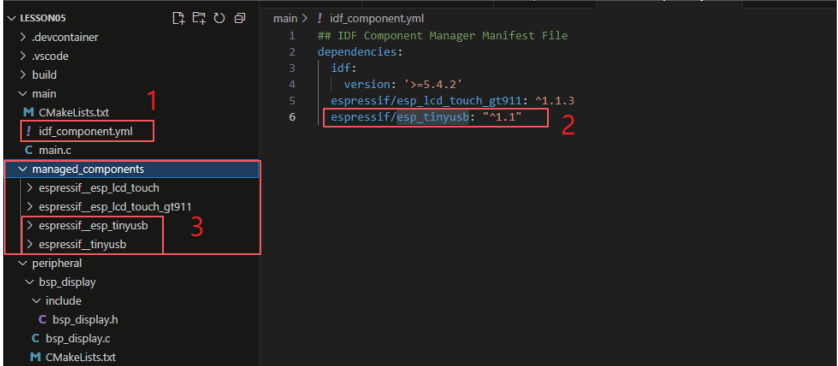 LESSON05
.devcontainer
.vscode
build
main
M CMakeLists.txt
! idf_component.yml
C main.c
managed_components
espressif__esp_lcd_touch
espressif__esp_lcd_touch_gt911
espressif__esp_tinyusb
espressif__tinyusb
peripheral
bsp_display
include
C bsp_display.h
C bsp_display.c
M CMakeLists.txt
1
3
main > ! idf_component.yml
1 ## IDF Component Manager Manifest File
2 dependencies:
3 idf:
4 version: '>=5.4.2'
5 espressif/esp_lcd_touch_gt911: ^1.1.3
6 espressif/esp_tinyusb: "^1.1"
2